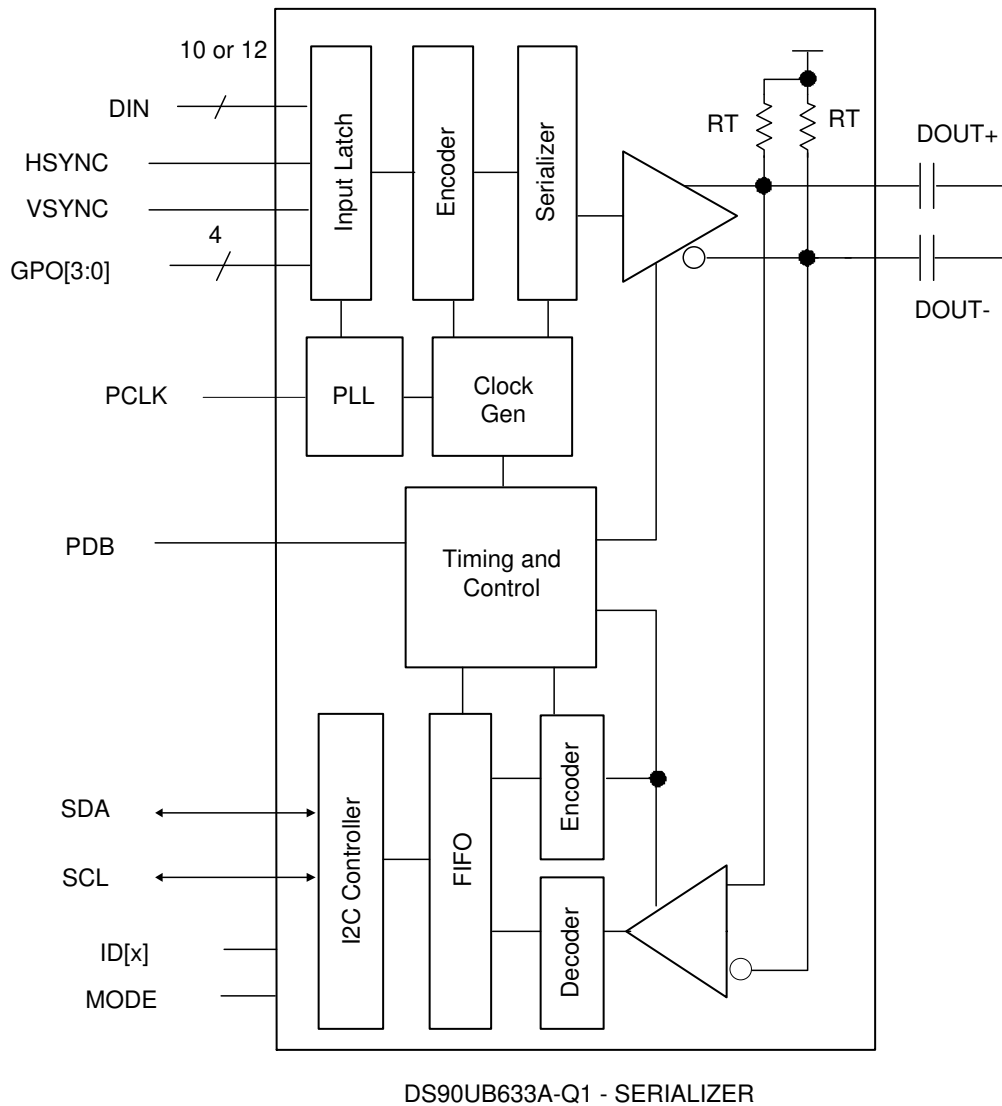 10 or 12
DIN
HSYNC
VSYNC
4
GPO[3:0]
Input Latch
Encoder
Serializer
RT
RT
DOUT+
DOUT-
PCLK
PLL
Clock
Gen
PDB
Timing and
Control
SDA
SCL
ID[x]
MODE
I2C Controller
FIFO
Encoder
Decoder
DS90UB633A-Q1 - SERIALIZER